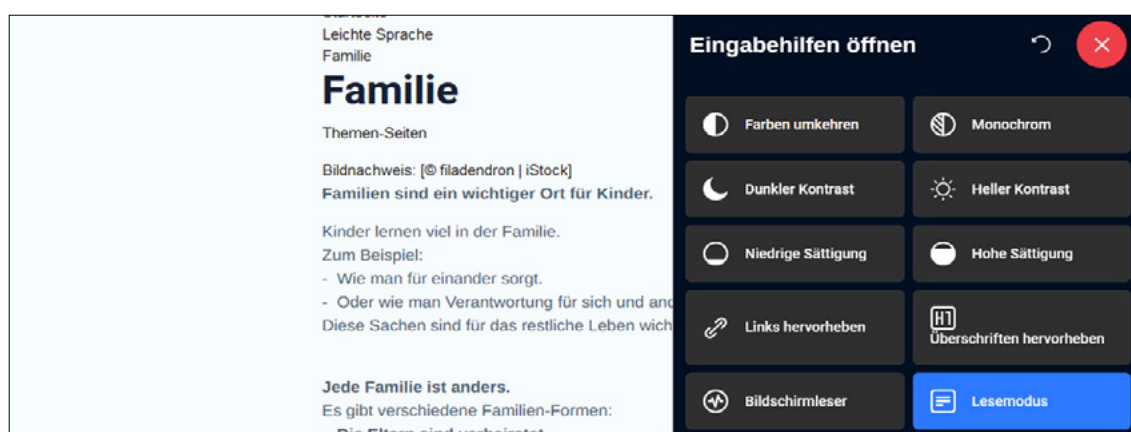 Leichte Sprache
Familie
Familie
Themen-Seiten
Bildnachweis: [© filadendron | iStock]
Familien sind ein wichtiger Ort für Kinder.
Kinder lernen viel in der Familie.
Zum Beispiel:
- Wie man für einander sorgt.
- Oder wie man Verantwortung für sich und
Diese Sachen sind für das restliche Leben
Jede Familie ist anders.
Es gibt verschiedene Familien-Formen:
Eingabehilfen öffnen
Farben umkehren
Monochrom
Dunkler Kontrast
Heller Kontrast
Niedrige Sättigung
Hohe Sättigung
Links hervorheben
H1
Überschriften hervorheben
Bildschirmleser
Lesemodus